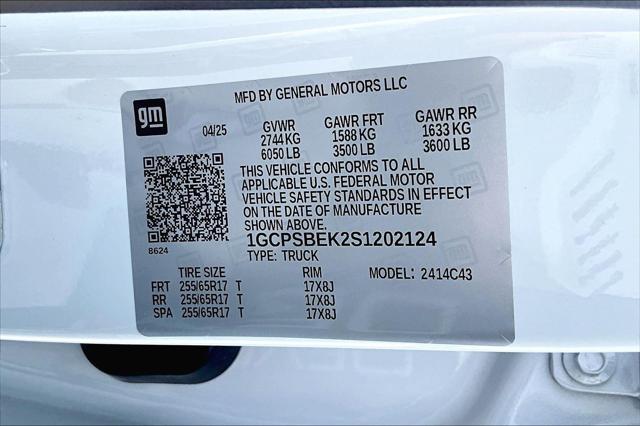 MFD BY GENERAL MOTORS LLC
gm
04/25 GVWR GAWR FRT GAWR RR
2744 KG 1588 KG 1633 KG
6050 LB 3500 LB 3600 LB
THIS VEHICLE CONFORMS TO ALL
APPLICABLE U.S. FEDERAL MOTOR
VEHICLE SAFETY STANDARDS IN EFFECT
ON THE DATE OF MANUFACTURE
SHOWN ABOVE.
8624
1GCPSBEK2S1202124
TYPE: TRUCK
TIRE SIZE RIM MODEL: 2414C43
FRT 255/65R17 T 17X8J
RR 255/65R17 T 17X8J
SPA 255/65R17 T 17X8J